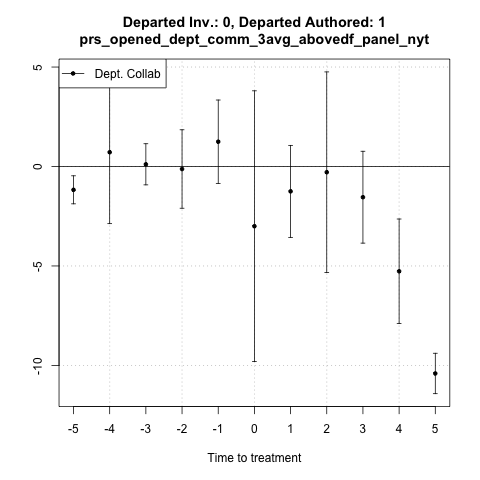 Departed Inv.: 0, Departed Authored: 1
prs_opened_dept_comm_3avg_abovedf_panel_nyt
Dept. Collab
5
0
-5
-10
-5 -4 -3 -2 -1 0 1 2 3 4 5
Time to treatment